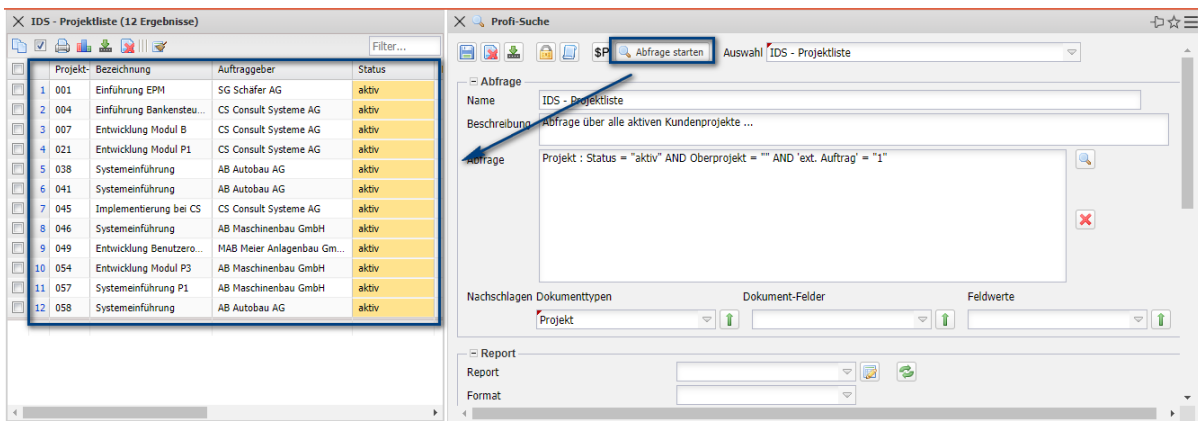 IDS - Projektliste (12 Ergebnisse)
Filter...
Projekt- Bezeichnung Auftraggeber Status
1 001 Einführung EPM SG Schäfer AG aktiv
2 004 Einführung Bankensteu... CS Consult Systeme AG aktiv
3 007 Entwicklung Modul B CS Consult Systeme AG aktiv
4 021 Entwicklung Modul P1 CS Consult Systeme AG aktiv
5 038 Systemeinführung AB Autobau AG aktiv
6 041 Systemeinführung AB Autobau AG aktiv
7 045 Implementierung bei CS CS Consult Systeme AG aktiv
8 046 Systemeinführung AB Maschinenbau GmbH aktiv
9 049 Entwicklung Benutzero... MAB Meier Anlagenbau Gm... aktiv
10 054 Entwicklung Modul P3 AB Maschinenbau GmbH aktiv
11 057 Systemeinführung P1 AB Maschinenbau GmbH aktiv
12 058 Systemeinführung AB Autobau AG aktiv
Profi-Suche
$P Abfrage starten Auswahl IDS - Projektliste
Abfrage
Name IDS - Projektliste
Beschreibung Abfrage über alle aktiven Kundenprojekte ...
Abfrage Projekt : Status = "aktiv" AND Oberprojekt = "" AND 'ext. Auftrag' = "1"
Nachschlagen Dokumenttypen Dokument-Felder Feldwerte
Projekt
Report
Report
Format